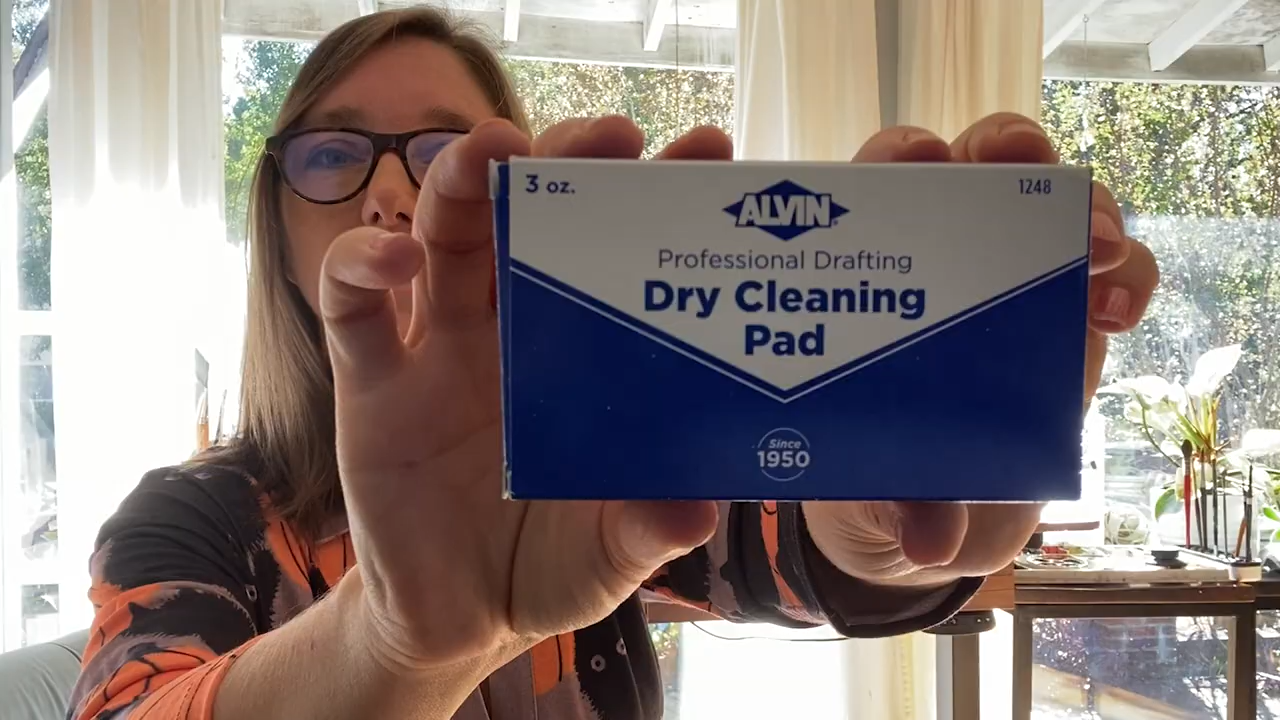 3 oz.
1248
ALVIN
Professional Drafting
Dry Cleaning
Pad
Since
1950